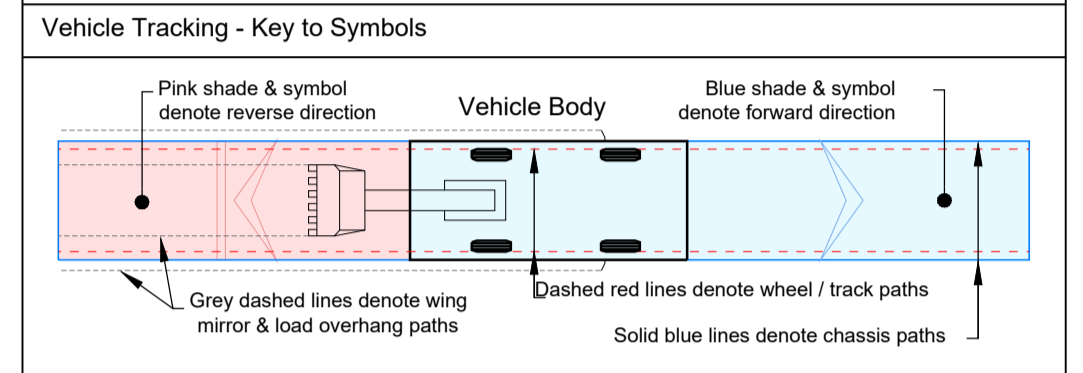 Vehicle Tracking - Key to Symbols
Pink shade & symbol
denote reverse direction
Vehicle Body
Blue shade & symbol
denote forward direction
Grey dashed lines denote wing
mirror & load overhang paths
Dashed red lines denote wheel / track paths
Solid blue lines denote chassis paths